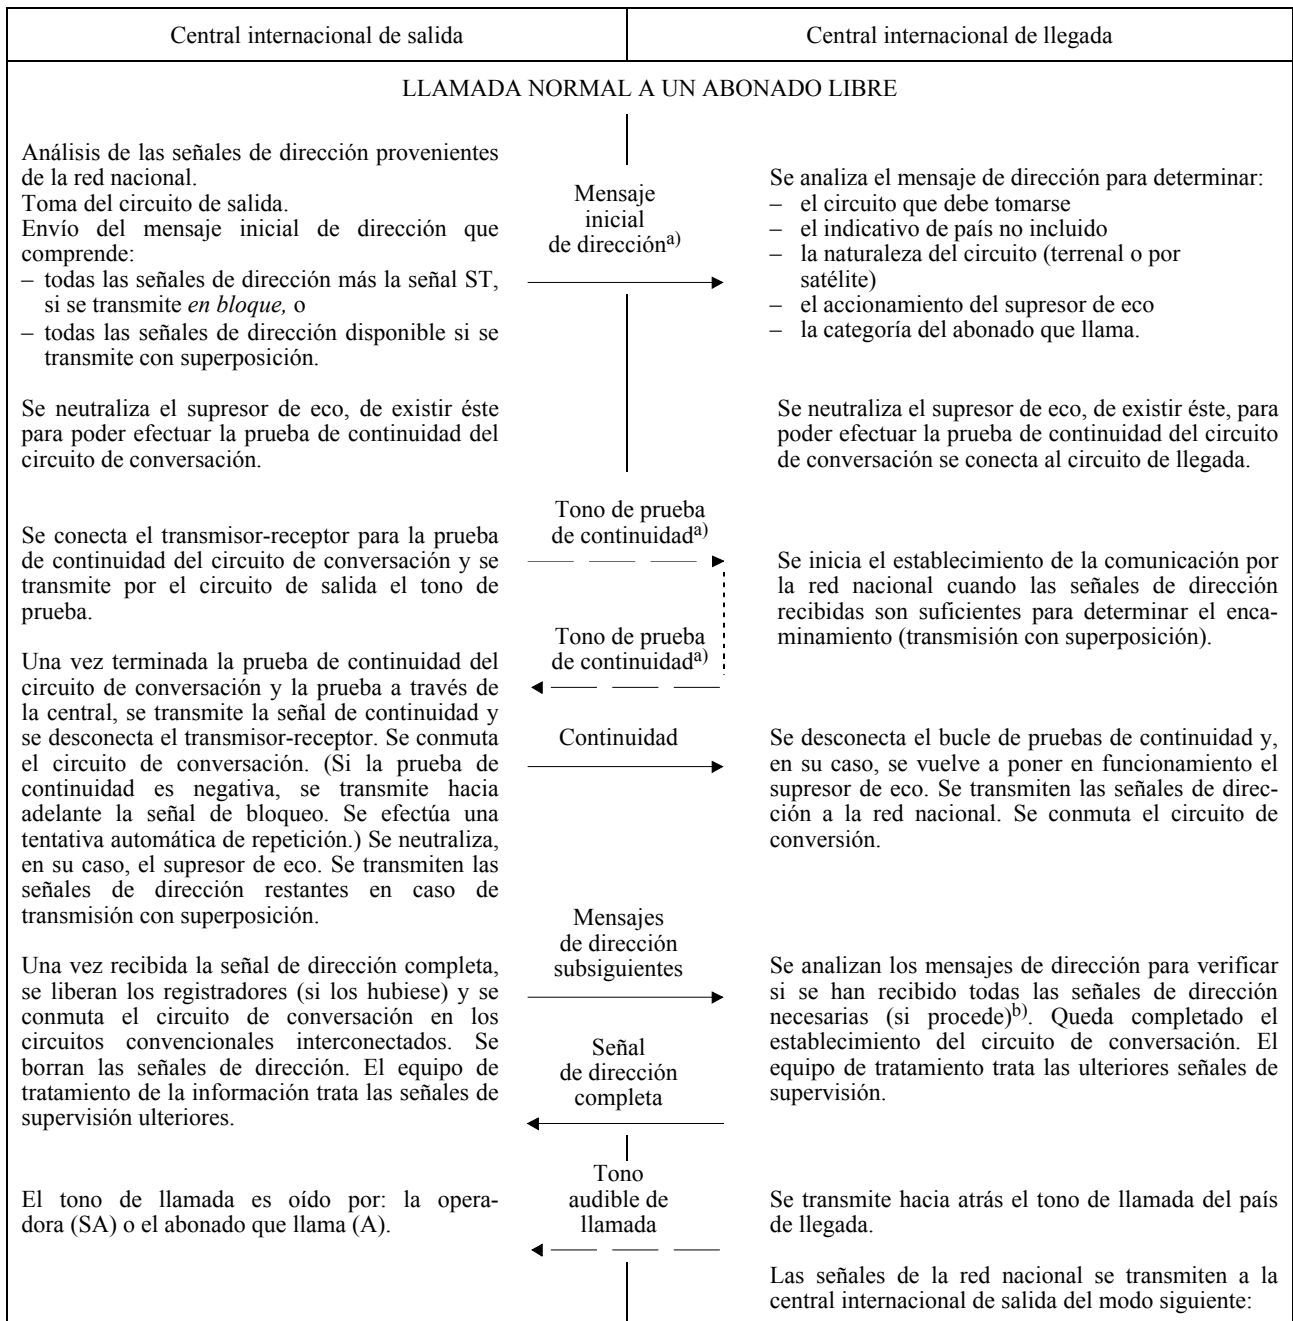 Central internacional de salida
Central internacional de llegada
LLAMADA NORMAL A UN ABONADO LIBRE
Análisis de las señales de dirección provenientes
de la red nacional.
Toma del circuito de salida.
Envío del mensaje inicial de dirección que
comprende:
– todas las señales de dirección más la señal ST,
si se transmite en bloque, o
– todas las señales de dirección disponible si se
transmite con superposición.
Mensaje
inicial
de direccióna)
Se analiza el mensaje de dirección para determinar:
– el circuito que debe tomarse
– el indicativo de país no incluido
– la naturaleza del circuito (terrenal o por
satélite)
– el accionamiento del supresor de eco
– la categoría del abonado que llama.
Se neutraliza el supresor de eco, de existir éste
para poder efectuar la prueba de continuidad del
circuito de conversación.
Se neutraliza el supresor de eco, de existir éste, para
poder efectuar la prueba de continuidad del circuito
de conversación se conecta al circuito de llegada.
Se conecta el transmisor-receptor para la prueba
de continuidad del circuito de conversación y se
transmite por el circuito de salida el tono de
prueba.
Tono de prueba
de continuidada)
Se inicia el establecimiento de la comunicación por
la red nacional cuando las señales de dirección
recibidas son suficientes para determinar el enca-
minamiento (transmisión con superposición).
Tono de prueba
de continuidada)
Una vez terminada la prueba de continuidad del
circuito de conversación y la prueba a través de
la central, se transmite la señal de continuidad y
se desconecta el transmisor-receptor. Se conmuta
el circuito de conversación. (Si la prueba de
continuidad es negativa, se transmite hacia
adelante la señal de bloqueo. Se efectúa una
tentativa automática de repetición.) Se neutraliza,
en su caso, el supresor de eco. Se transmiten las
señales de dirección restantes en caso de
transmisión con superposición.
Continuidad
Se desconecta el bucle de pruebas de continuidad y,
en su caso, se vuelve a poner en funcionamiento el
supresor de eco. Se transmiten las señales de direc-
ción a la red nacional. Se conmuta el circuito de
conversión.
Mensajes
de dirección
subsiguientes
Una vez recibida la señal de dirección completa,
se liberan los registradores (si los hubiese) y se
conmuta el circuito de conversación en los
circuitos convencionales interconectados. Se
borran las señales de dirección. El equipo de
tratamiento de la información trata las señales de
supervisión ulteriores.
Se analizan los mensajes de dirección para verificar
si se han recibido todas las señales de dirección
necesarias (si procede)b). Queda completado el
establecimiento del circuito de conversación. El
equipo de tratamiento trata las ulteriores señales de
supervisión.
Señal
de dirección
completa
El tono de llamada es oído por: la opera-
dora (SA) o el abonado que llama (A).
Tono
audible de
llamada
Se transmite hacia atrás el tono de llamada del país
de llegada.
Las señales de la red nacional se transmiten a la
central internacional de salida del modo siguiente: